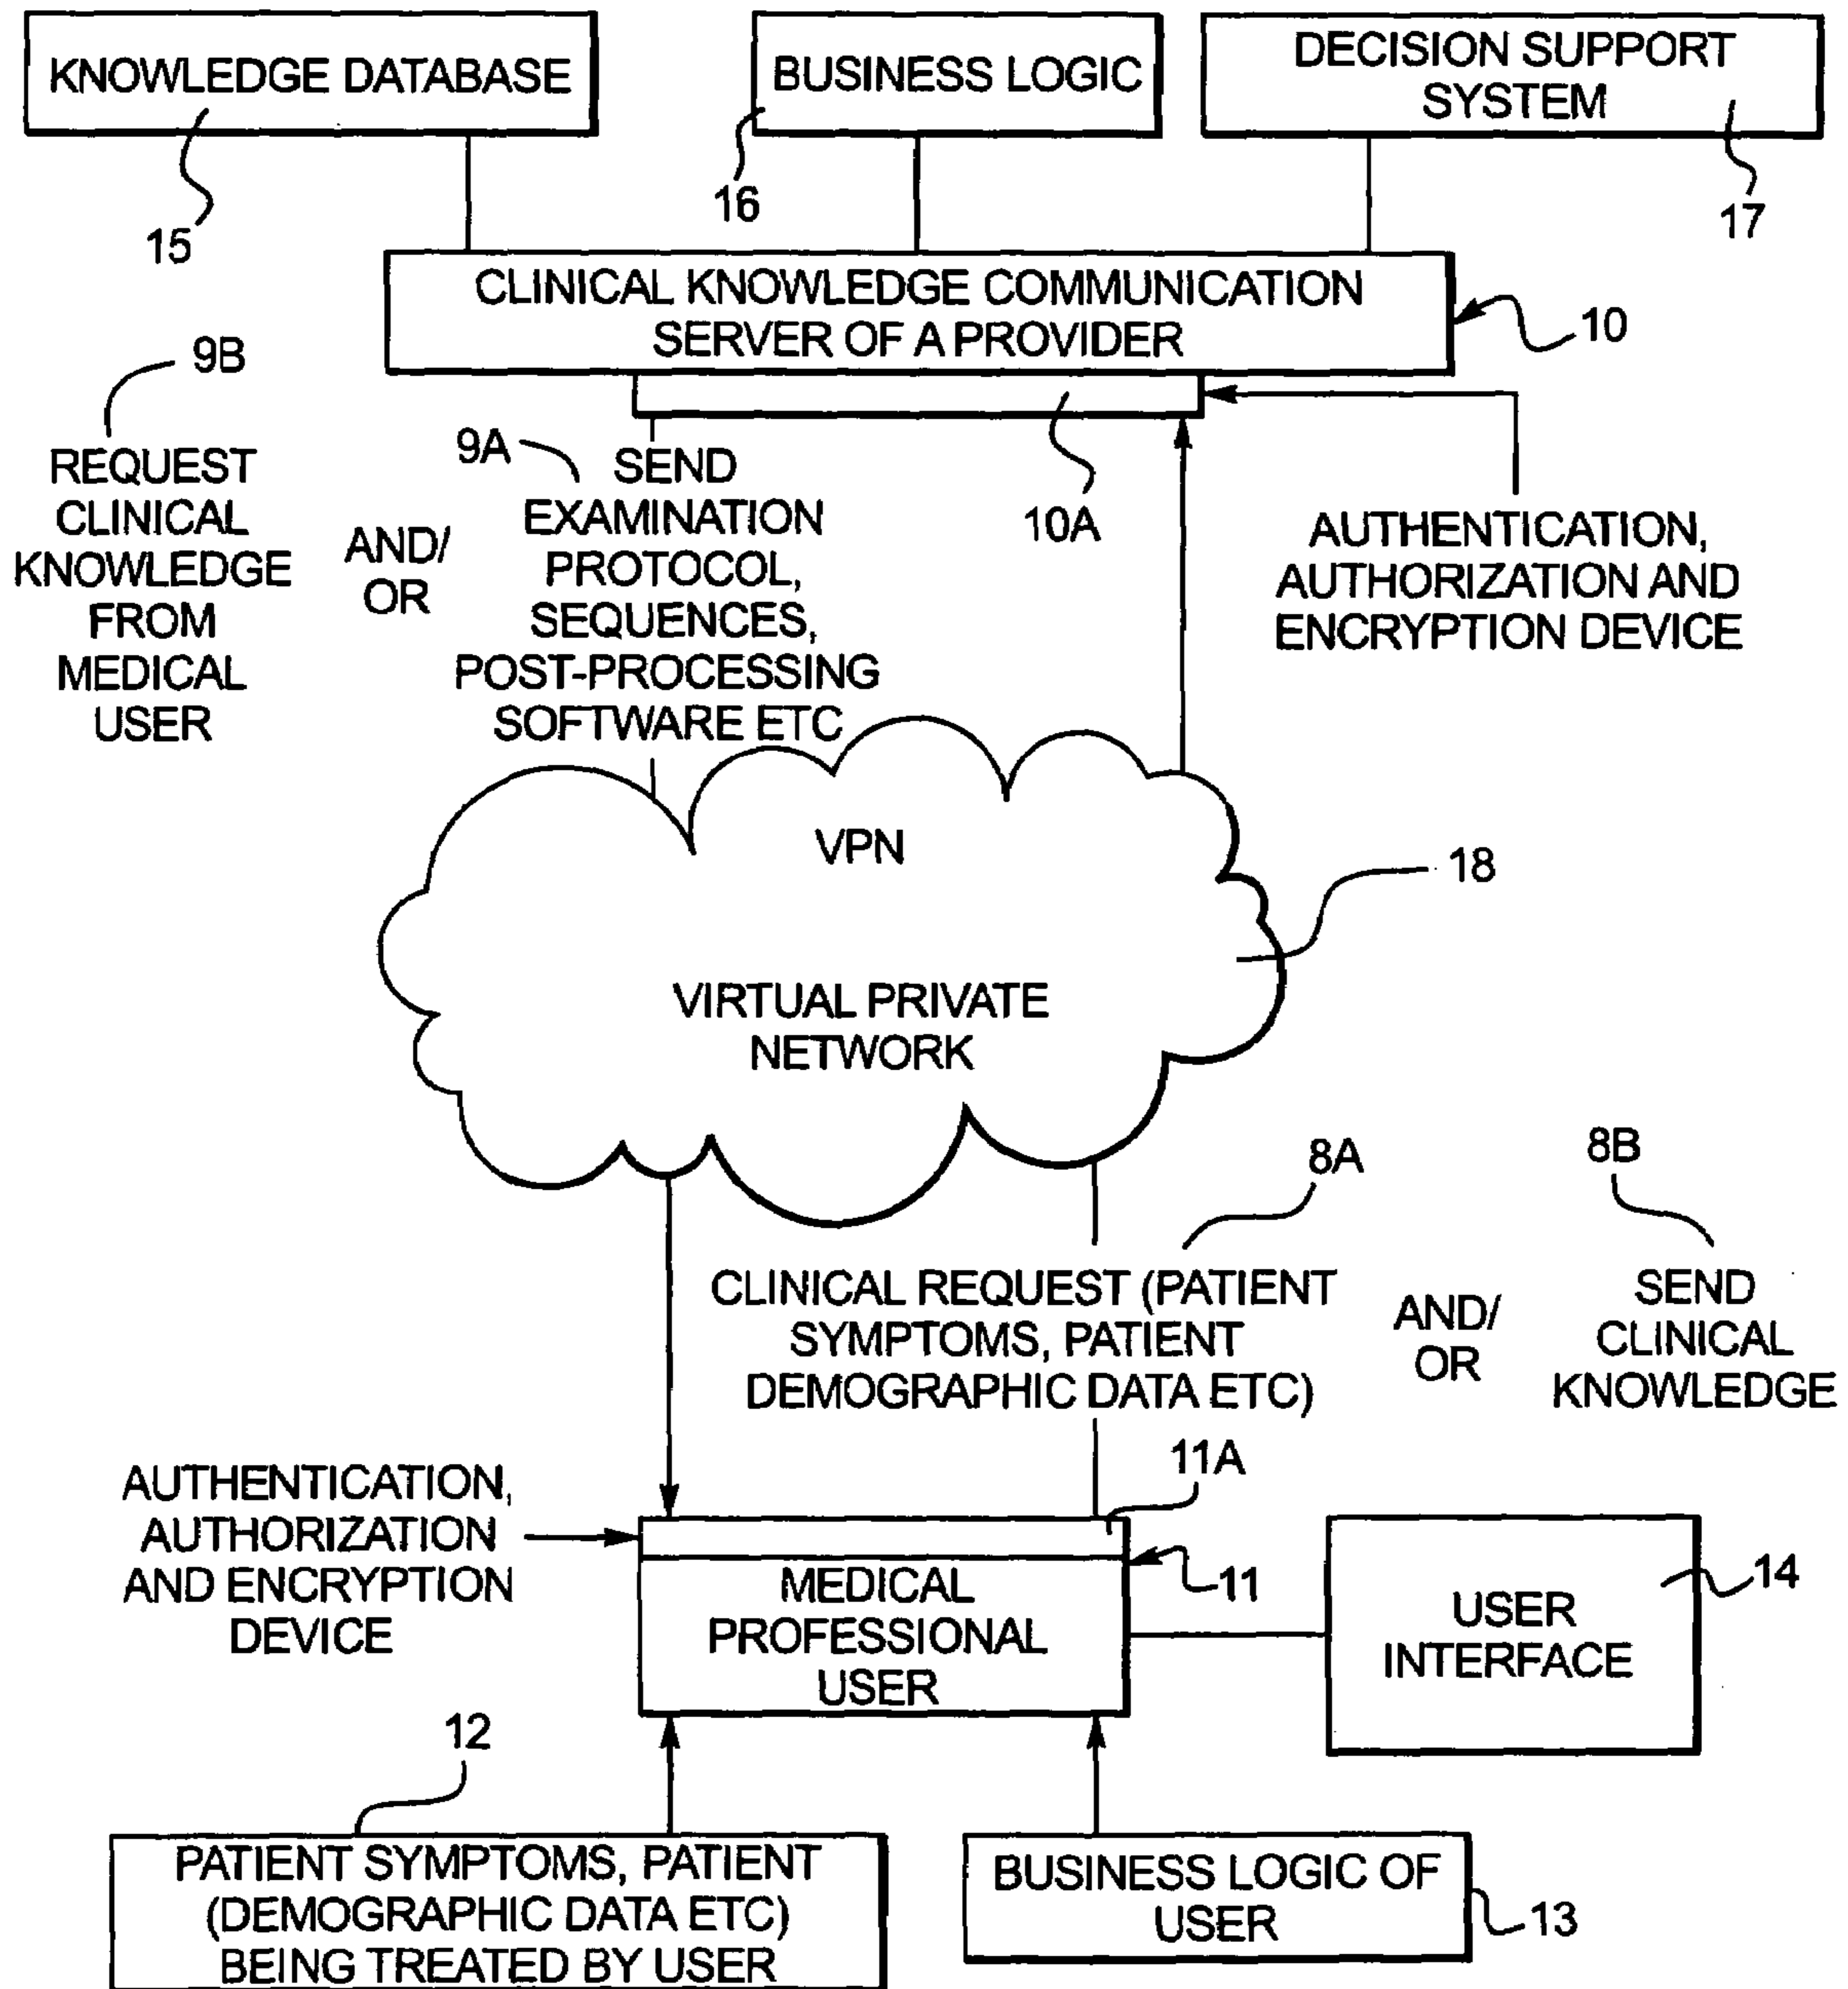 KNOWLEDGE DATABASE
BUSINESS LOGIC
DECISION SUPPORT
SYSTEM
15
16
17
CLINICAL KNOWLEDGE COMMUNICATION
SERVER OF A PROVIDER
10
9B
REQUEST
CLINICAL
KNOWLEDGE
FROM
MEDICAL
USER
AND/
OR
9A
SEND
EXAMINATION
PROTOCOL,
SEQUENCES,
POST-PROCESSING
SOFTWARE ETC
10A
AUTHENTICATION,
AUTHORIZATION AND
ENCRYPTION DEVICE
VPN
18
VIRTUAL PRIVATE
NETWORK
8A
8B
CLINICAL REQUEST (PATIENT
SYMPTOMS, PATIENT
DEMOGRAPHIC DATA ETC)
AND/
OR
SEND
CLINICAL
KNOWLEDGE
11A
AUTHENTICATION,
AUTHORIZATION
AND ENCRYPTION
DEVICE
11
MEDICAL
PROFESSIONAL
USER
14
USER
INTERFACE
12
PATIENT SYMPTOMS, PATIENT
(DEMOGRAPHIC DATA ETC)
BEING TREATED BY USER
BUSINESS LOGIC OF
USER
13